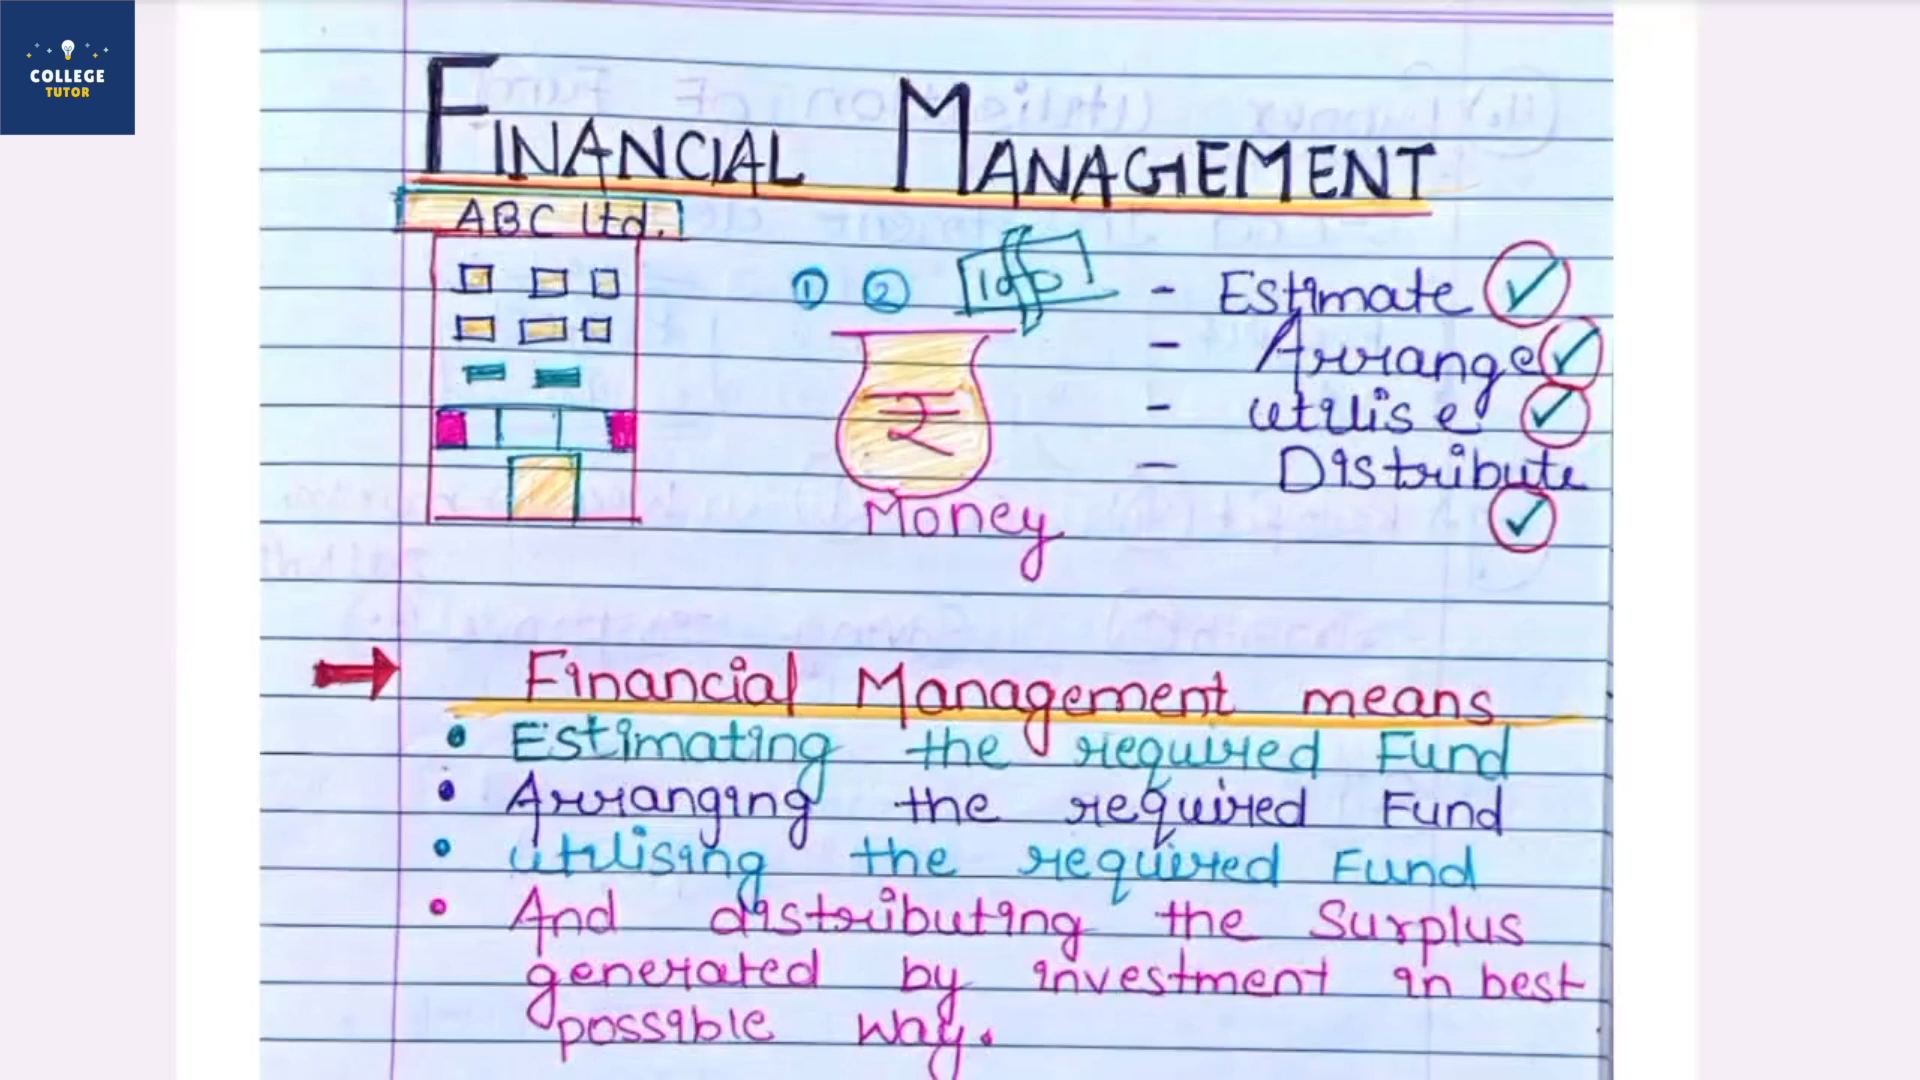 COLLEGE
TUTOR
FINANCIAL MANAGEMENT
ABC Ltd.
1 2 100
- Estimate
- Arrange
- utilise
- Distribute
₹
Money
Financial Management means
• Estimating the required Fund
• Arranging the required Fund
• utilising the required Fund
• And distributing the Surplus
generated by investment in best
possible way.